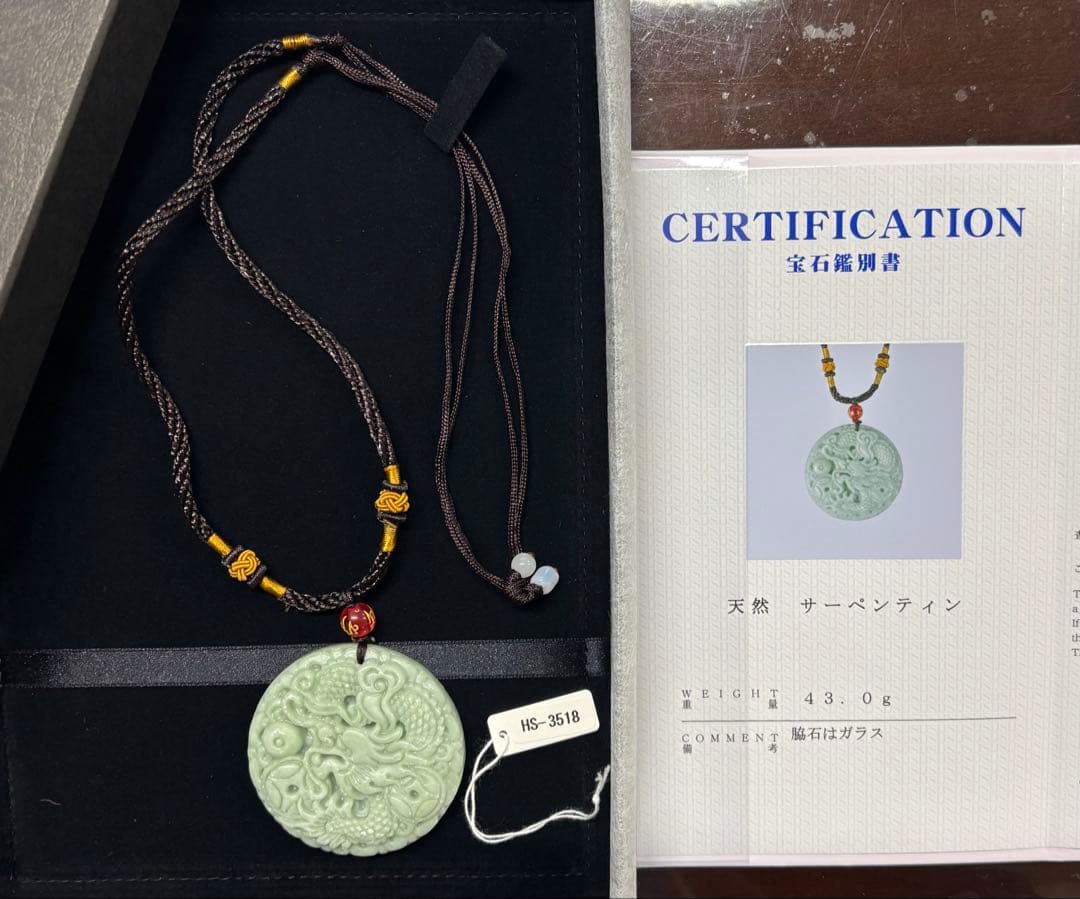 HS-3518
CERTIFICATION
宝石鑑別書
天然 サーペンティン
WEIGHT
重量 43.0g
COMMENT
備考 脇石はガラス